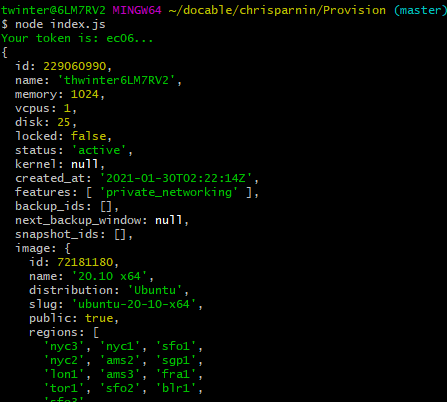 twinter@6LM7RV2 MINGW64 ~/docable/chrisparnin/Provision (master)
$ node index.js
Your token is: ec06...
{
  id: 229060990,
  name: 'thwinter6LM7RV2',
  memory: 1024,
  vcpus: 1,
  disk: 25,
  locked: false,
  status: 'active',
  kernel: null,
  created_at: '2021-01-30T02:22:14Z',
  features: [ 'private_networking' ],
  backup_ids: [],
  next_backup_window: null,
  snapshot_ids: [],
  image: {
    id: 72181180,
    name: '20.10 x64',
    distribution: 'Ubuntu',
    slug: 'ubuntu-20-10-x64',
    public: true,
    regions: [
      'nyc3', 'nyc1', 'sfo1',
      'nyc2', 'ams2', 'sgp1',
      'lon1', 'ams3', 'fra1',
      'tor1', 'sfo2', 'blr1',
      'sfo3'